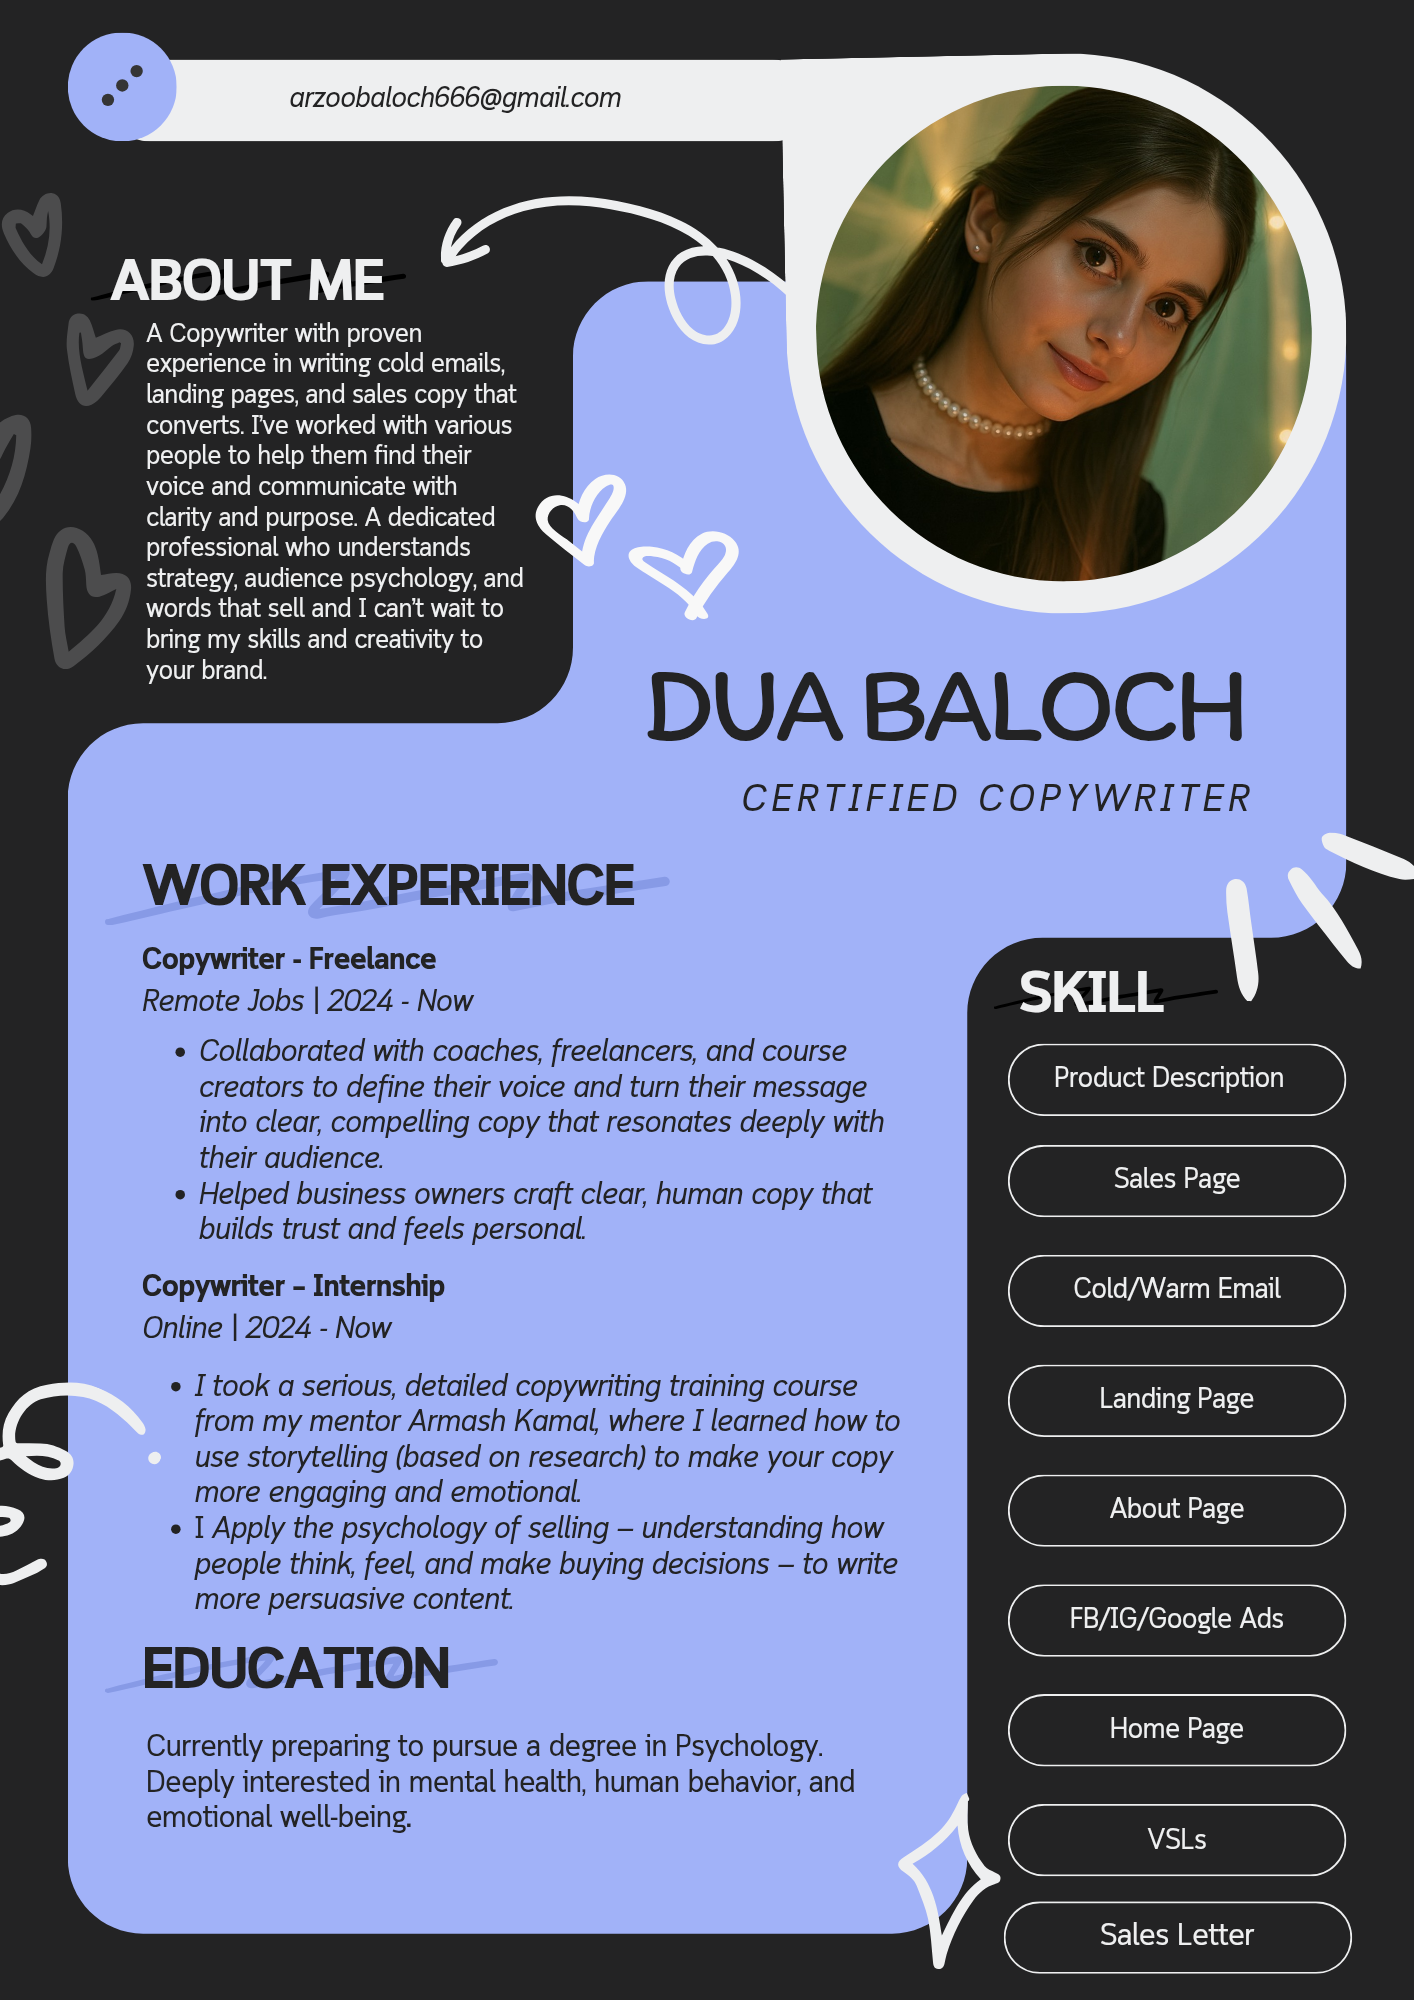 arzoobaloch666@gmail.com
ABOUT ME
A Copywriter with proven
experience in writing cold emails,
landing pages, and sales copy that
converts. I've worked with various
people to help them find their
voice and communicate with
clarity and purpose. A dedicated
professional who understands
strategy, audience psychology, and
words that sell and I can't wait to
bring my skills and creativity to
your brand.
DUA BALOCH
CERTIFIED COPYWRITER
WORK EXPERIENCE
Copywriter - Freelance
Remote Jobs | 2024 - Now
• Collaborated with coaches, freelancers, and course
creators to define their voice and turn their message
into clear, compelling copy that resonates deeply with
their audience.
• Helped business owners craft clear, human copy that
builds trust and feels personal.
Copywriter – Internship
Online | 2024 - Now
• I took a serious, detailed copywriting training course
from my mentor Armash Kamal, where I learned how to
use storytelling (based on research) to make your copy
more engaging and emotional.
• I Apply the psychology of selling – understanding how
people think, feel, and make buying decisions – to write
more persuasive content.
EDUCATION
Currently preparing to pursue a degree in Psychology.
Deeply interested in mental health, human behavior, and
emotional well-being.
SKILL
Product Description
Sales Page
Cold/Warm Email
Landing Page
About Page
FB/IG/Google Ads
Home Page
VSLs
Sales Letter